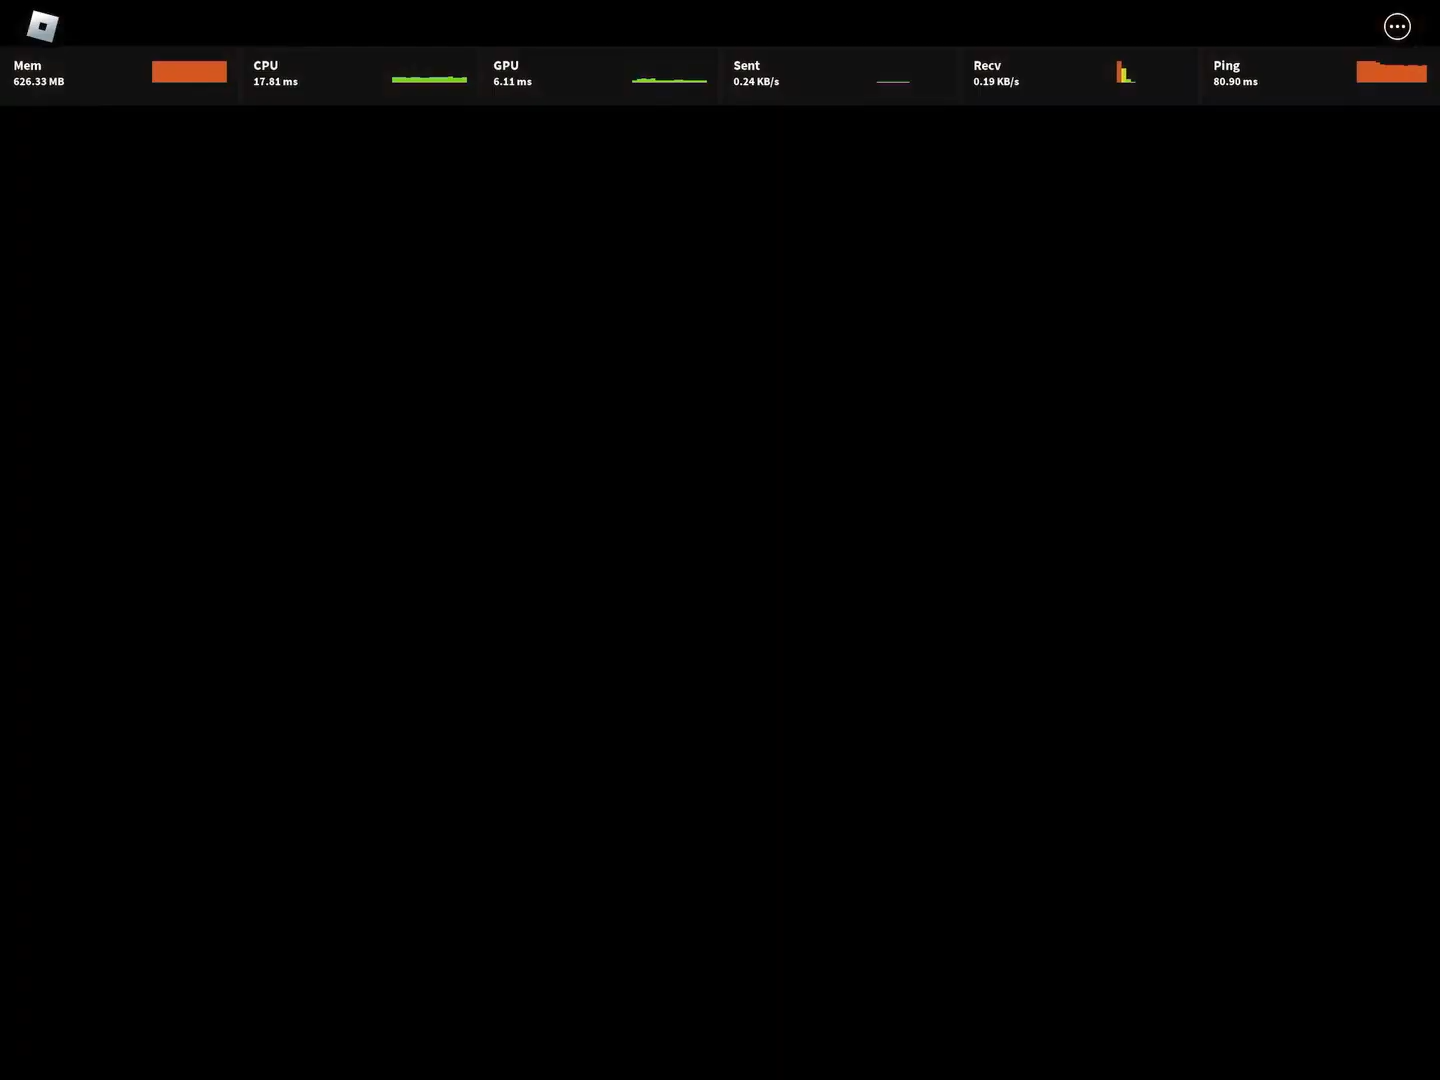 Mem
626.33 MB
CPU
17.81 ms
GPU
6.11 ms
Sent
0.24 KB/s
Recv
0.19 KB/s
Ping
80.90 ms